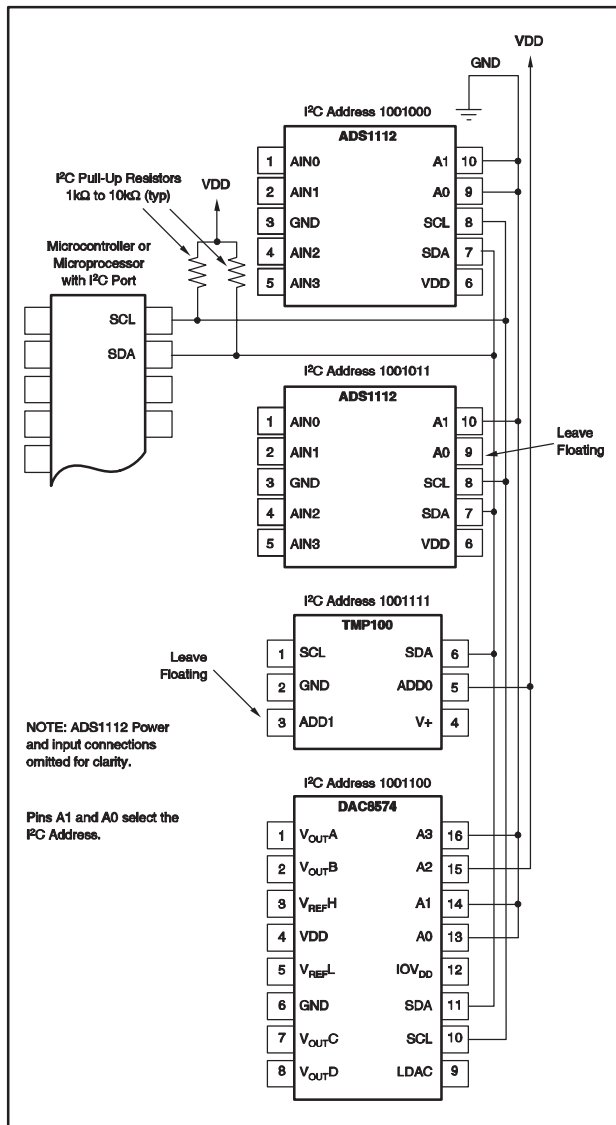 VDD
GND
I²C Address 1001000
ADS1112
1 AIN0 A1 10
2 AIN1 A0 9
3 GND SCL 8
4 AIN2 SDA 7
5 AIN3 VDD 6
I²C Pull-Up Resistors
1kΩ to 10kΩ (typ)
VDD
Microcontroller or
Microprocessor
with I²C Port
SCL
SDA
I²C Address 1001011
ADS1112
1 AIN0 A1 10
2 AIN1 A0 9
3 GND SCL 8
4 AIN2 SDA 7
5 AIN3 VDD 6
Leave
Floating
I²C Address 1001111
TMP100
1 SCL SDA 6
2 GND ADD0 5
3 ADD1 V+ 4
Leave
Floating
NOTE: ADS1112 Power
and input connections
omitted for clarity.
Pins A1 and A0 select the
I²C Address.
I²C Address 1001100
DAC8574
1 VOUTA A3 16
2 VOUTB A2 15
3 VREFH A1 14
4 VDD A0 13
5 VREFL IOVDD 12
6 GND SDA 11
7 VOUTC SCL 10
8 VOUTD LDAC 9